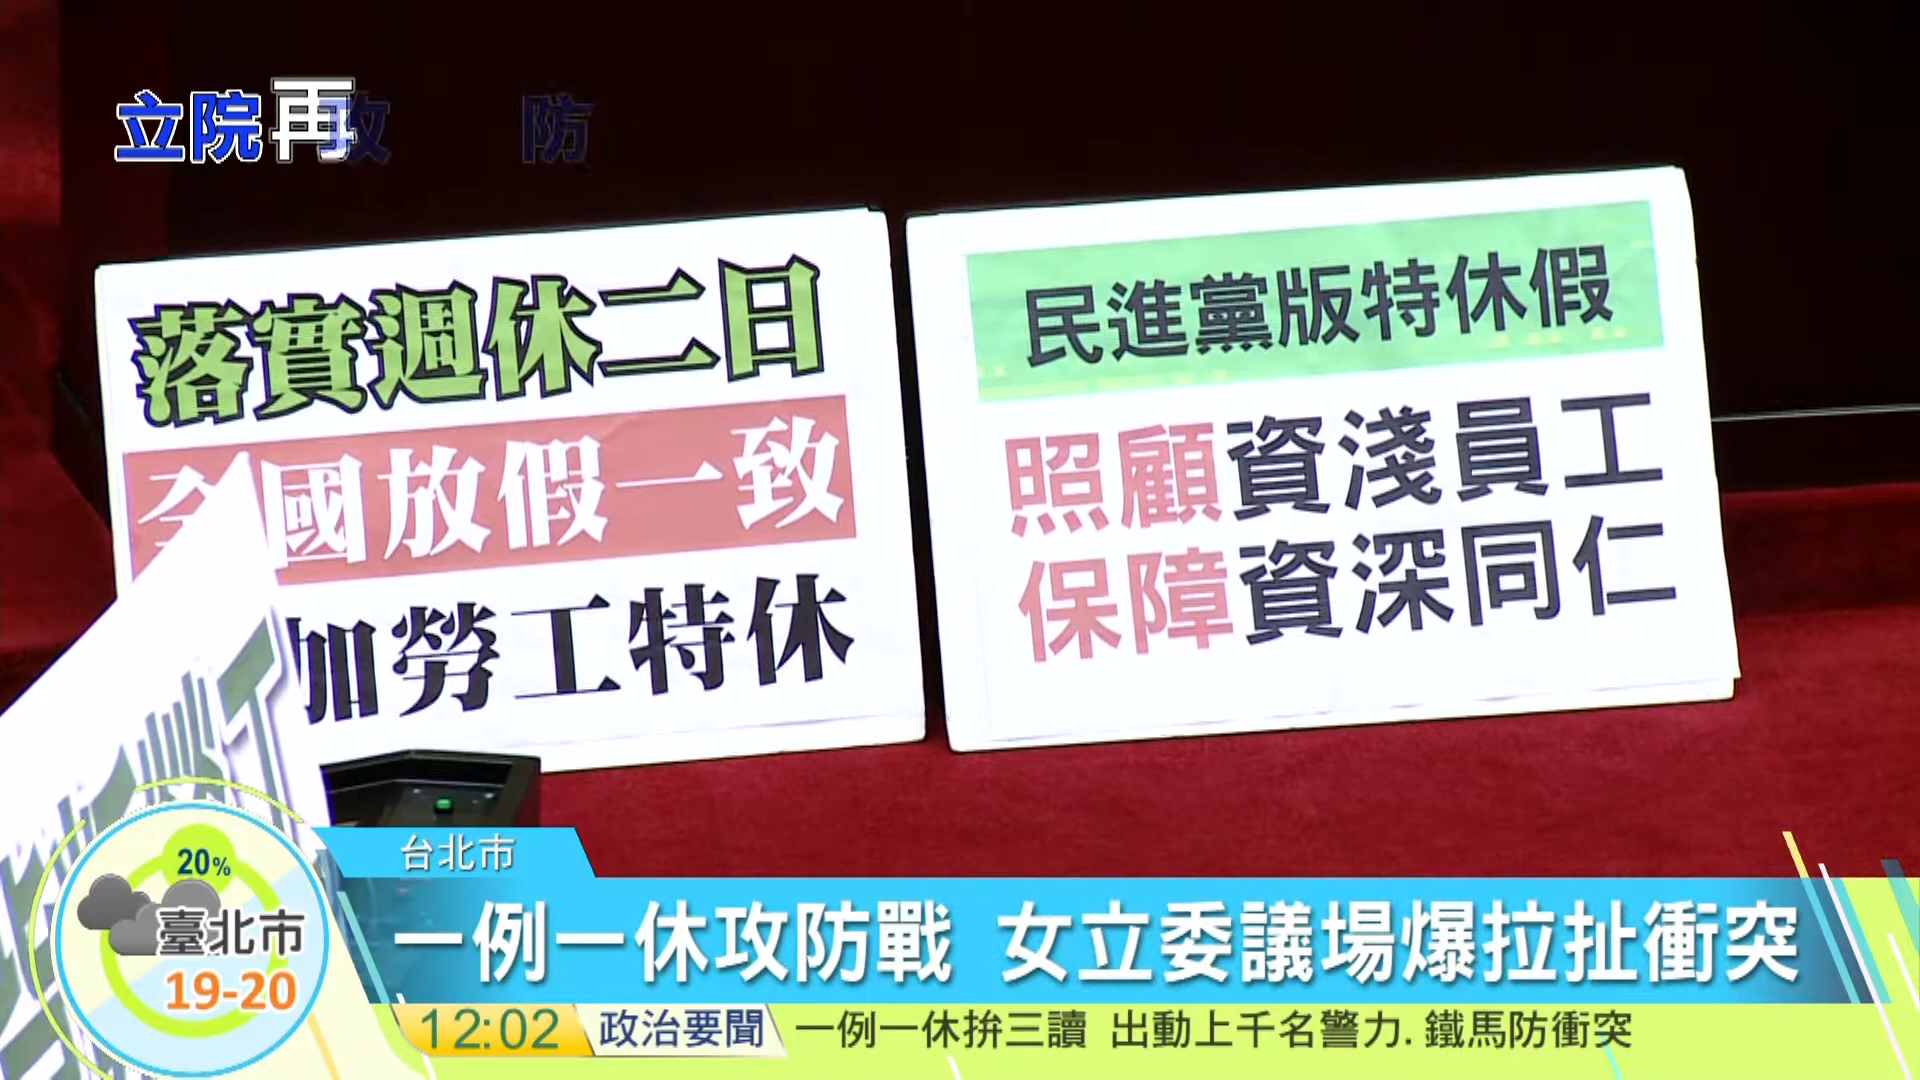 立院再攻防
落實週休二日
全國放假一致
加勞工特休
民進黨版特休假
照顧資淺員工
保障資深同仁
20%
臺北市
19-20
台北市
一例一休攻防戰 女立委議場爆拉扯衝突
12:02 政治要聞 一例一休拚三讀 出動上千名警力.鐵馬防衝突